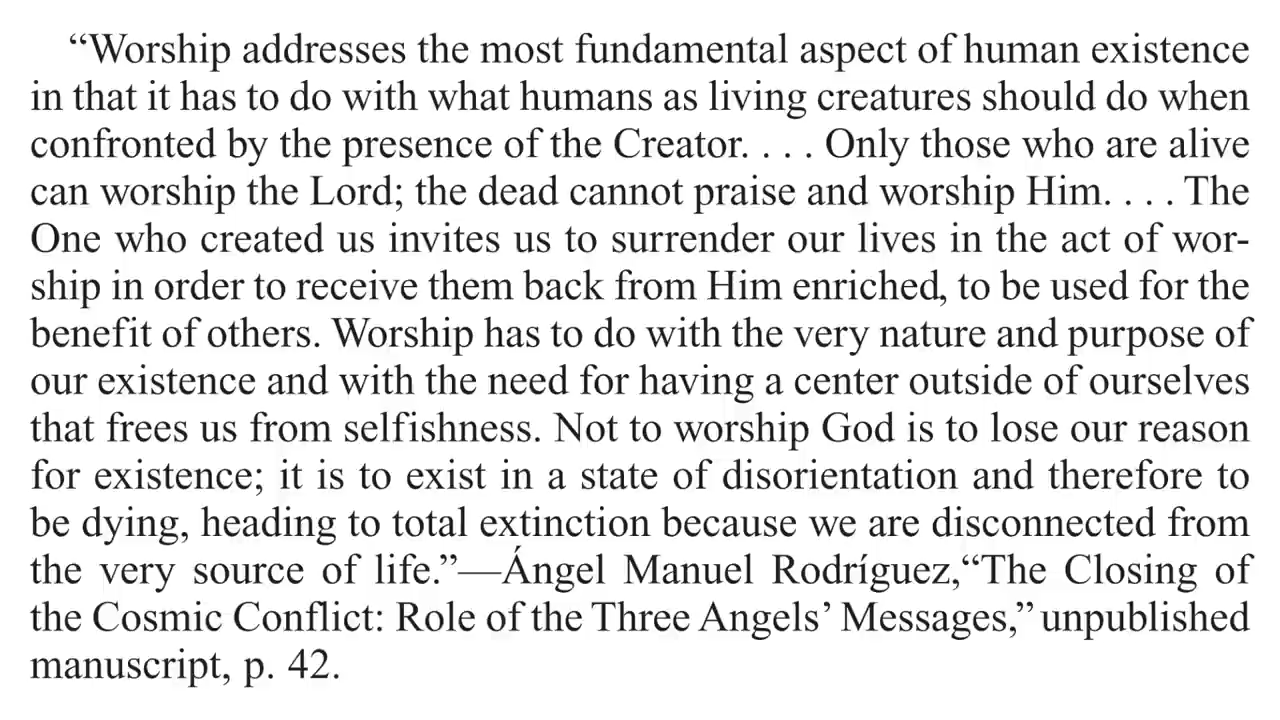 “Worship addresses the most fundamental aspect of human existence
in that it has to do with what humans as living creatures should do when
confronted by the presence of the Creator. . . . Only those who are alive
can worship the Lord; the dead cannot praise and worship Him. . . . The
One who created us invites us to surrender our lives in the act of wor-
ship in order to receive them back from Him enriched, to be used for the
benefit of others. Worship has to do with the very nature and purpose of
our existence and with the need for having a center outside of ourselves
that frees us from selfishness. Not to worship God is to lose our reason
for existence; it is to exist in a state of disorientation and therefore to
be dying, heading to total extinction because we are disconnected from
the very source of life.”—Ángel Manuel Rodríguez,“The Closing of
the Cosmic Conflict: Role of the Three Angels’ Messages,” unpublished
manuscript, p. 42.